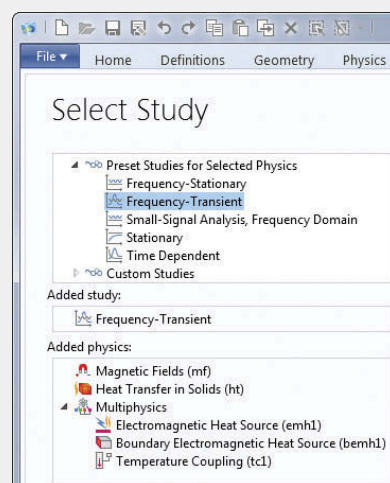 File
Home Definitions Geometry Physics
Select Study
Preset Studies for Selected Physics
Frequency-Stationary
Frequency-Transient
Small-Signal Analysis, Frequency Domain
Stationary
Time Dependent
Custom Studies
Added study:
Frequency-Transient
Added physics:
Magnetic Fields (mf)
Heat Transfer in Solids (ht)
Multiphysics
Electromagnetic Heat Source (emh1)
Boundary Electromagnetic Heat Source (bemh1)
Temperature Coupling (tc1)